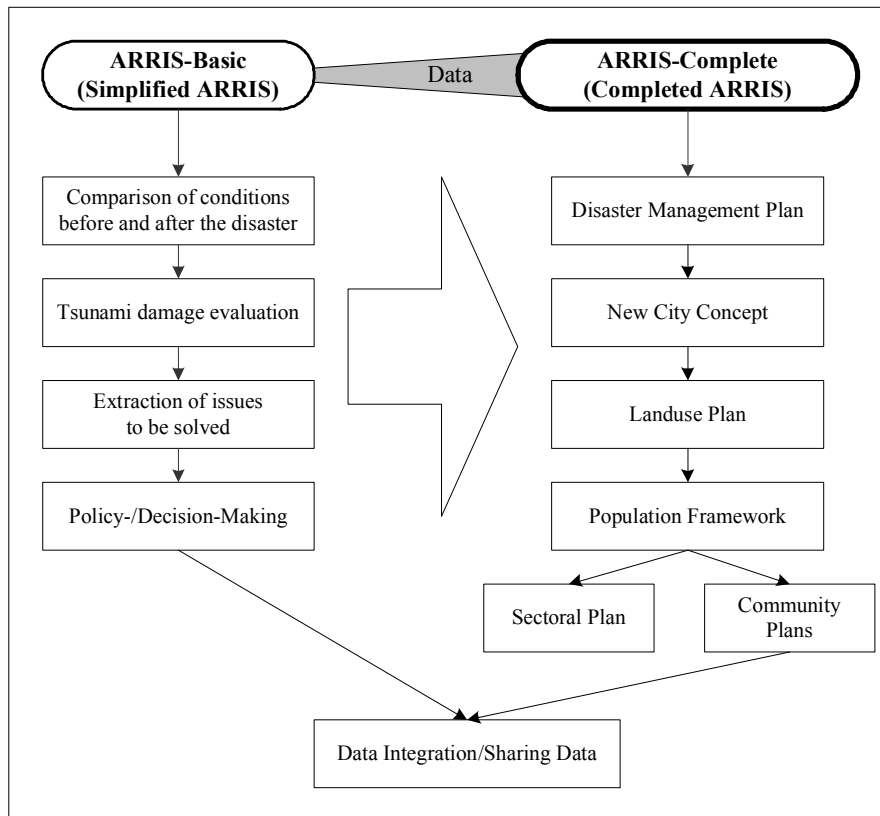 ARRIS-Basic
(Simplified ARRIS)
Data
ARRIS-Complete
(Completed ARRIS)
Comparison of conditions
before and after the disaster
Tsunami damage evaluation
Extraction of issues
to be solved
Policy-/Decision-Making
Disaster Management Plan
New City Concept
Landuse Plan
Population Framework
Sectoral Plan
Community
Plans
Data Integration/Sharing Data